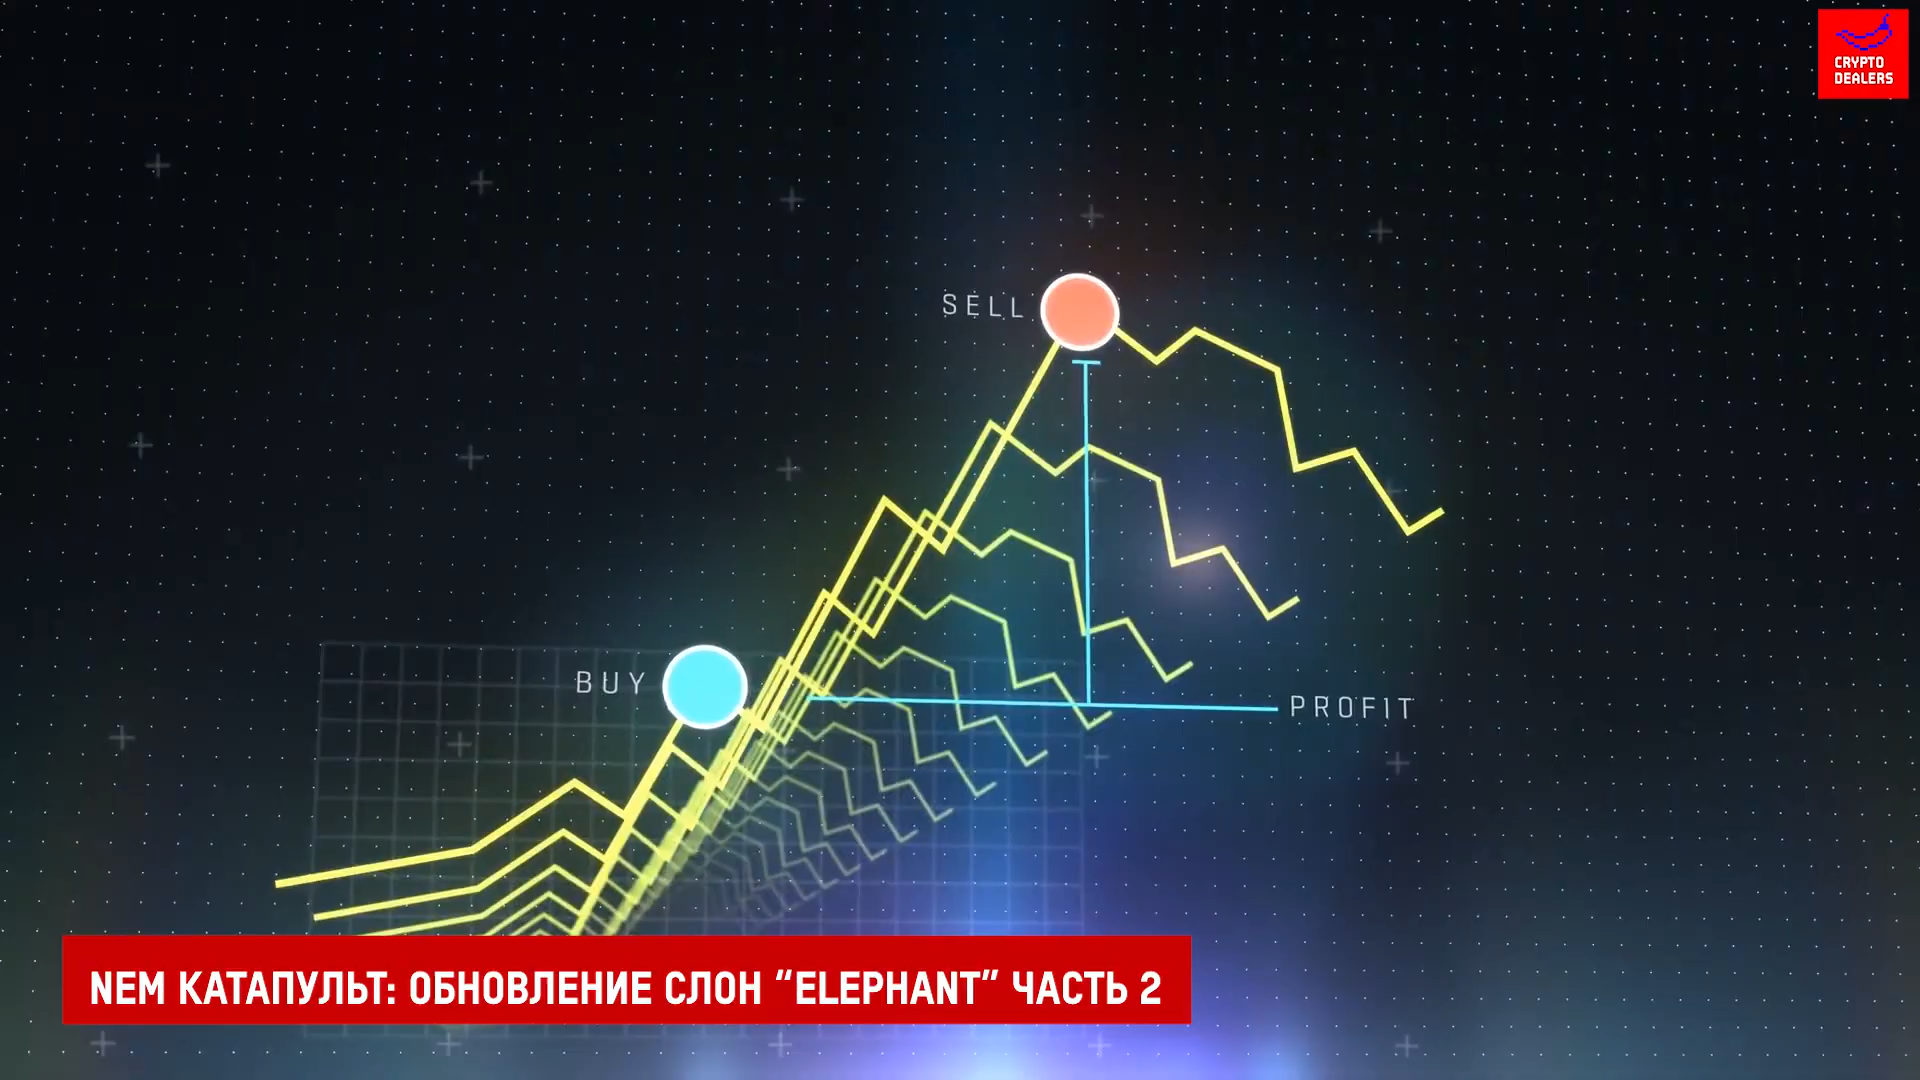 CRYPTO
DEALERS
SELL
BUY
PROFIT
NEM КАТАПУЛЬТ: ОБНОВЛЕНИЕ СЛОН “ELEPHANT” ЧАСТЬ 2